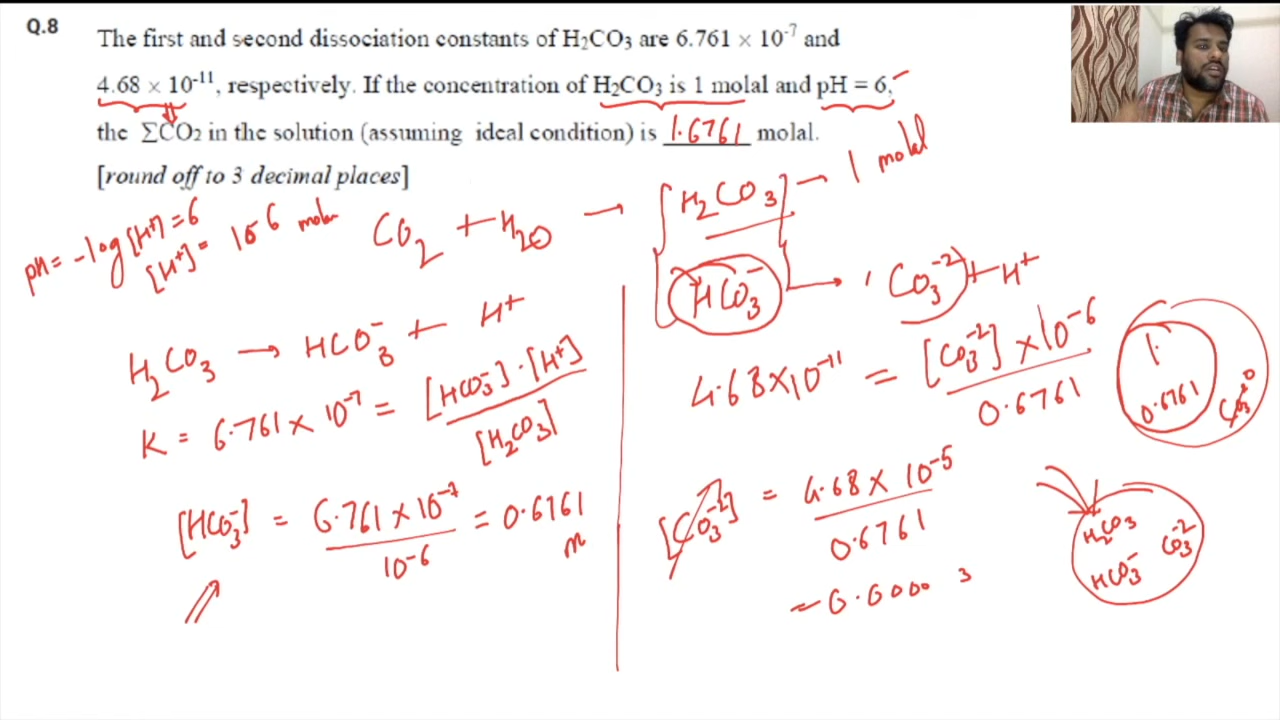 Q.8
The first and second dissociation constants of H₂CO₃ are 6.761 × 10⁻⁷ and
4.68 × 10⁻¹¹, respectively. If the concentration of H₂CO₃ is 1 molal and pH = 6,
the ∑CO₂ in the solution (assuming ideal condition) is 1.6761 molal.
[round off to 3 decimal places]
pH = -log[H⁺] = 6
[H⁺] = 10⁻⁶ molar
CO₂ + H₂O → [H₂CO₃] → 1 molal
HCO₃⁻ → CO₃⁻² + H⁺
H₂CO₃ → HCO₃⁻ + H⁺
K = 6.761 × 10⁻⁷ = [HCO₃⁻]·[H⁺] / [H₂CO₃]
[HCO₃⁻] = 6.761 × 10⁻⁷ / 10⁻⁶ = 0.6761 m
4.68×10⁻¹¹ = [CO₃⁻²] × 10⁻⁶ / 0.6761
[CO₃⁻²] = 4.68 × 10⁻⁵ / 0.6761
= 0.0000 3
1.
0.6761
H₂CO₃
CO₃⁻²
HCO₃⁻